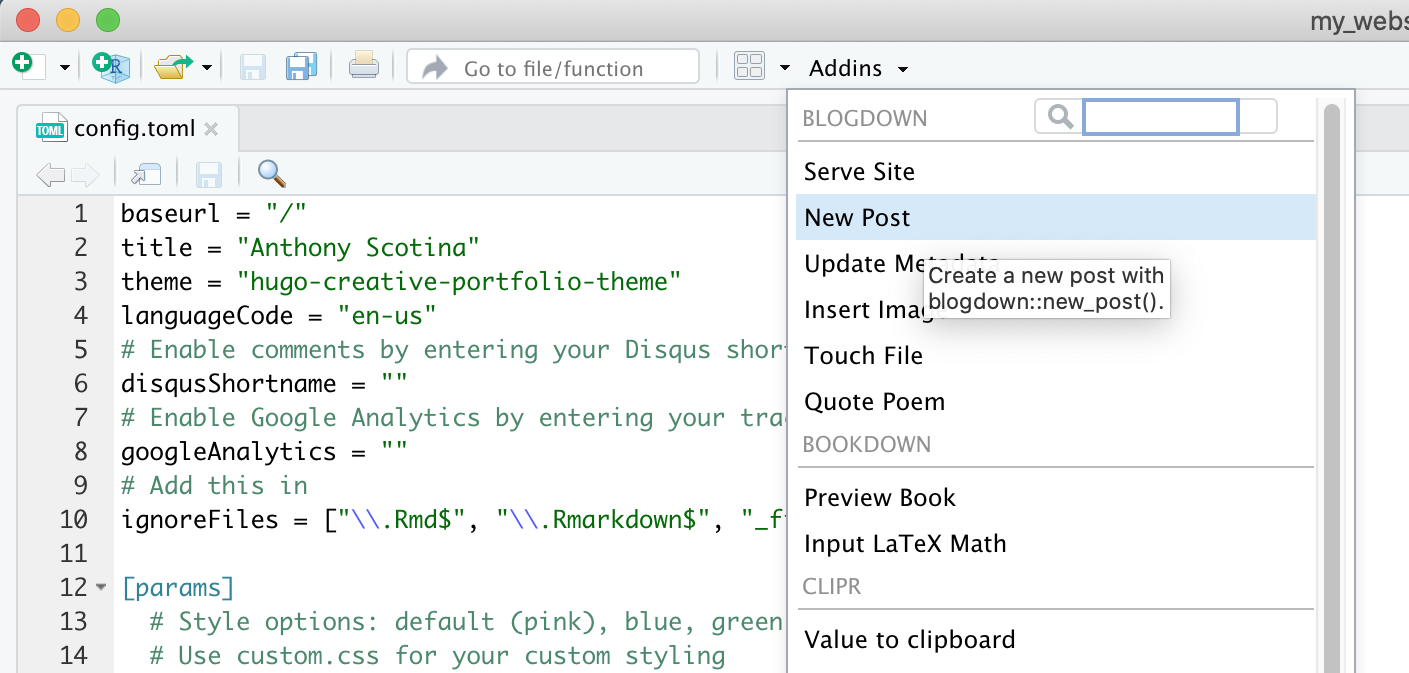 my_webs
Go to file/function
Addins
TOML config.toml
BLOGDOWN
Serve Site
New Post
Update Metadata
Create a new post with
blogdown::new_post().
Insert Imag
Touch File
Quote Poem
BOOKDOWN
Preview Book
Input LaTeX Math
CLIPR
Value to clipboard
1 baseurl = "/"
2 title = "Anthony Scotina"
3 theme = "hugo-creative-portfolio-theme"
4 languageCode = "en-us"
5 # Enable comments by entering your Disqus shor
6 disqusShortname = ""
7 # Enable Google Analytics by entering your tra
8 googleAnalytics = ""
9 # Add this in
10 ignoreFiles = ["\\.Rmd$", "\\.Rmarkdown$", "_f
11
12 [params]
13 # Style options: default (pink), blue, green
14 # Use custom.css for your custom styling